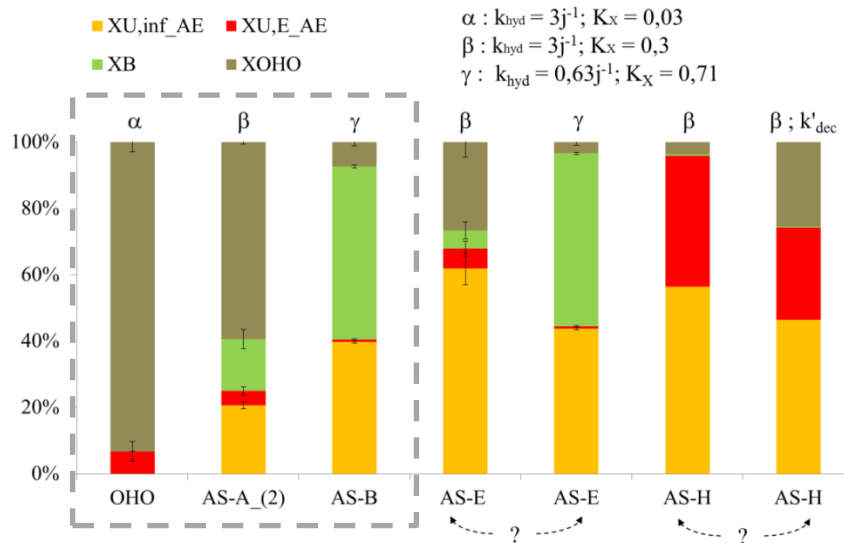 XU,inf_AE XU,E_AE
XB XOHO
α : khyd = 3j-1; KX = 0,03
β : khyd = 3j-1; KX = 0,3
γ : khyd = 0,63j-1; KX = 0,71
α β γ β γ β β ; k'dec
100%
80%
60%
40%
20%
0%
OHO AS-A_(2) AS-B AS-E AS-E AS-H AS-H
? ?